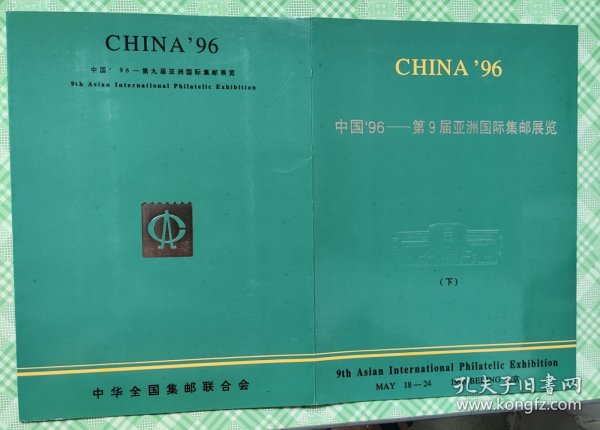 CHINA '96
中国' 96—第九届亚洲国际集邮展览
9th Asian International Philatelic Exhibition
中华全国集邮联合会
CHINA '96
中国'96——第9届亚洲国际集邮展览
(下)
9th Asian International Philatelic Exhibition
MAY 18—24
孔夫子旧书网
www.kongfz.com